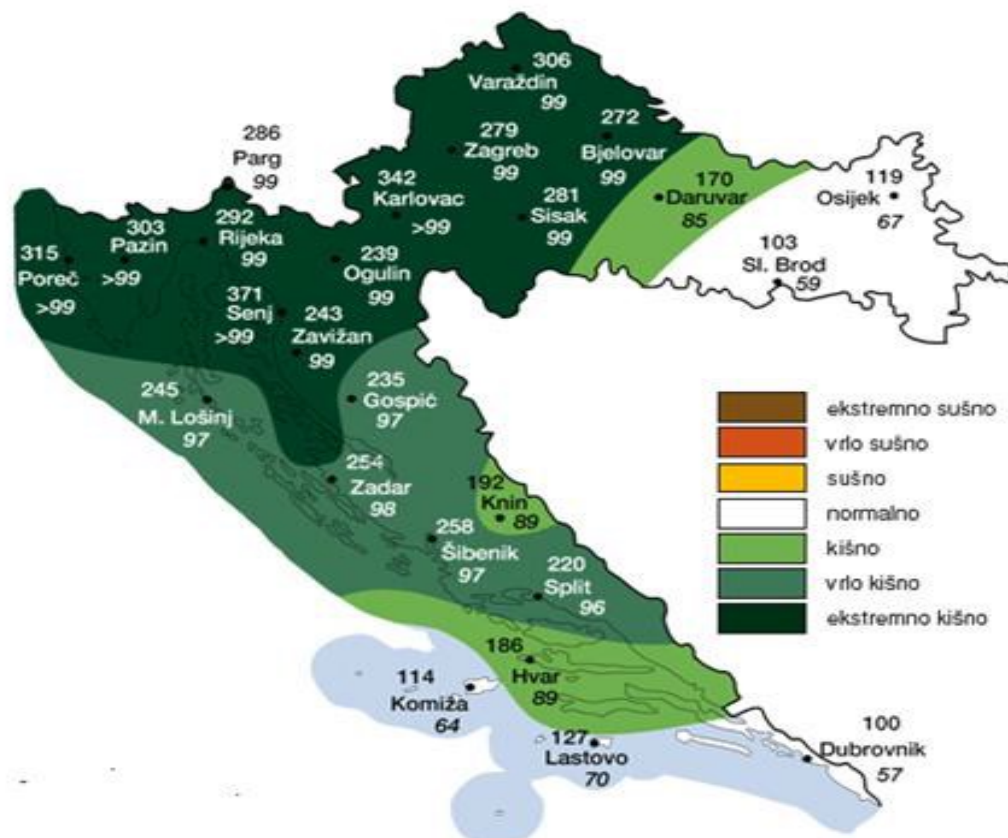 306
Varaždin
99
279
Zagreb
99
272
Bjelovar
99
286
Parg
99
342
Karlovac
>99
281
Sisak
99
170
Daruvar
85
119
Osijek
67
103
Sl. Brod
59
315
Poreč
>99
303
Pazin
>99
292
Rijeka
99
239
Ogulin
99
371
Senj
>99
243
Zavižan
99
245
M. Lošinj
97
235
Gospić
97
254
Zadar
98
192
Knin
89
258
Šibenik
97
220
Split
96
186
Hvar
89
114
Komiža
64
127
Lastovo
70
100
Dubrovnik
57
ekstremno sušno
vrlo sušno
sušno
normalno
kišno
vrlo kišno
ekstremno kišno